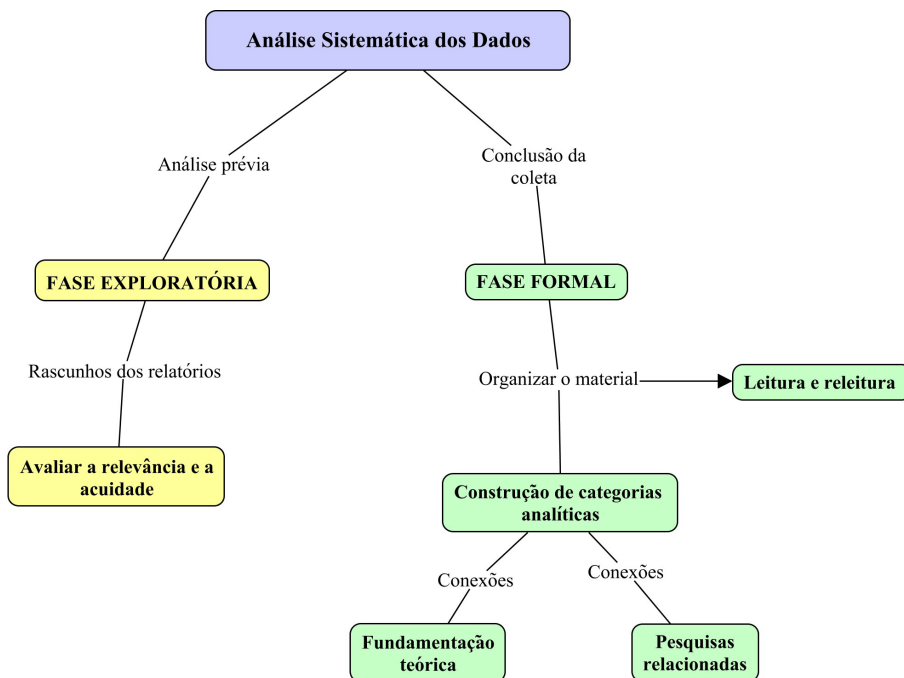 Análise Sistemática dos Dados
Análise prévia
Conclusão da
coleta
FASE EXPLORATÓRIA
FASE FORMAL
Rascunhos dos relatórios
Organizar o material
Leitura e releitura
Avaliar a relevância e a
acuidade
Construção de categorias
analíticas
Conexões
Conexões
Fundamentação
teórica
Pesquisas
relacionadas